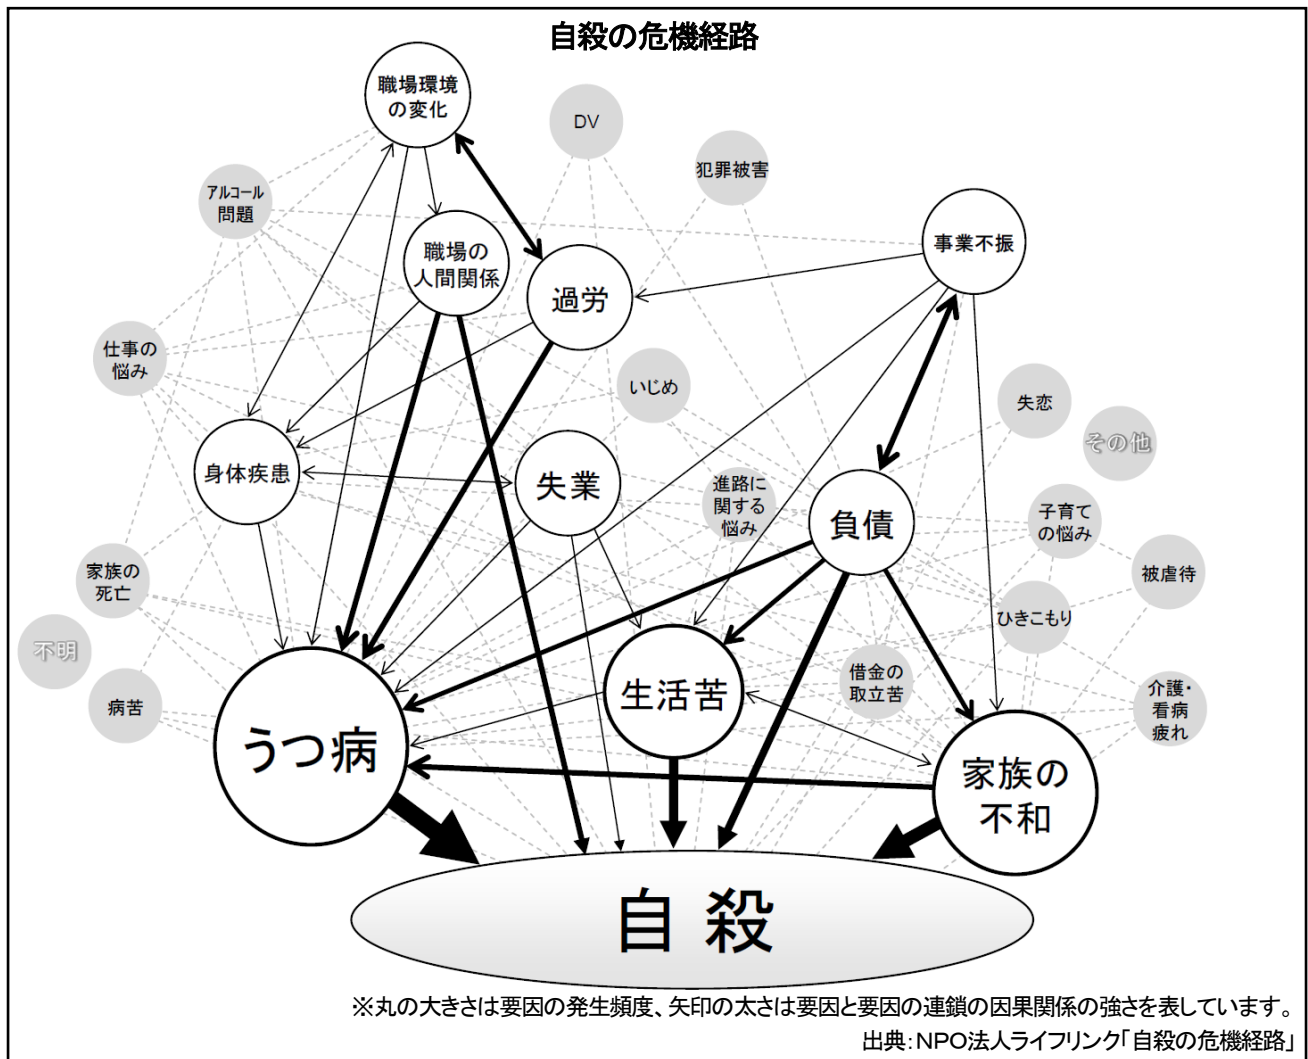 自殺の危機経路
職場環境
の変化
DV
犯罪被害
アルコール
問題
職場の
人間関係
過労
事業不振
仕事の
悩み
いじめ
失恋
その他
身体疾患
失業
進路に
関する
悩み
負債
子育て
の悩み
家族の
死亡
被虐待
ひきこもり
不明
病苦
生活苦
借金の
取立苦
介護・
看病
疲れ
うつ病
家族の
不和
自殺
※丸の大きさは要因の発生頻度、矢印の太さは要因と要因の連鎖の因果関係の強さを表しています。
出典：NPO法人ライフリンク「自殺の危機経路」